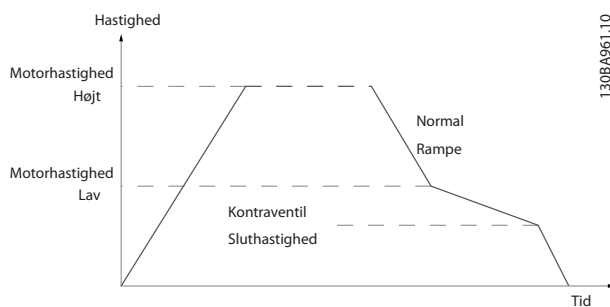 Hastighed
130BA961.10
Motorhastighed
Højt
Normal
Rampe
Motorhastighed
Lav
Kontraventil
Sluthastighed
Tid